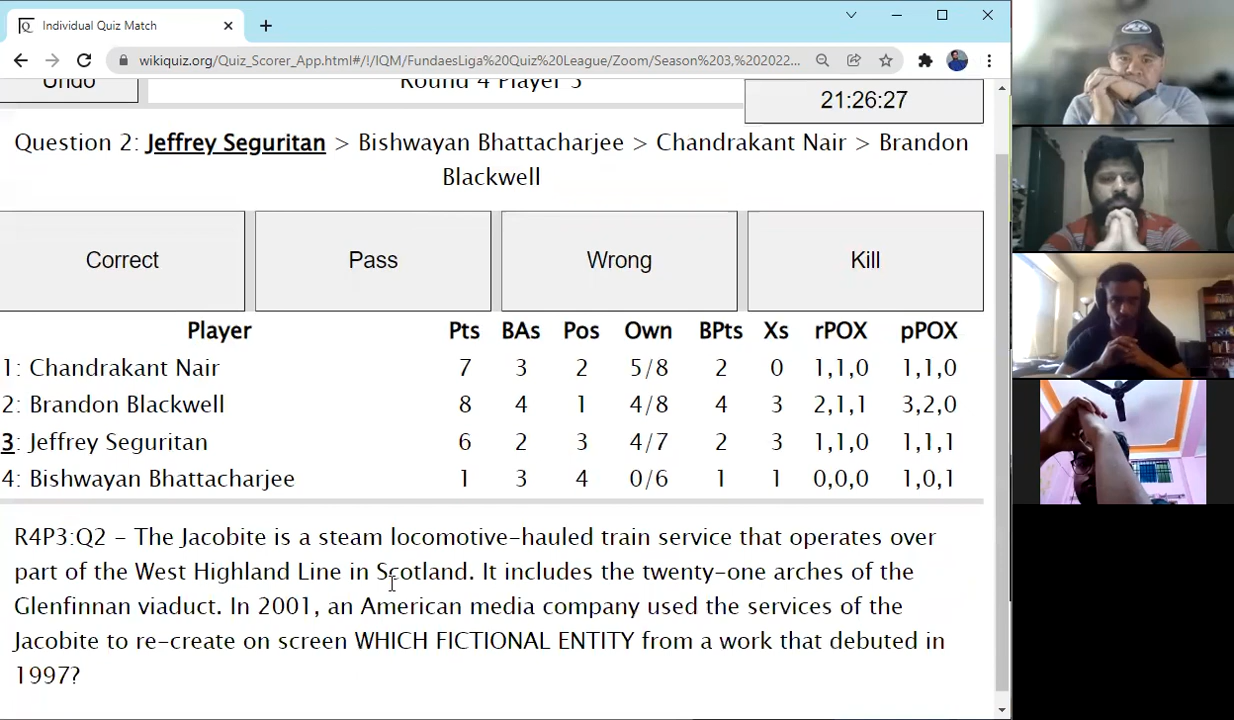 Individual Quiz Match
wikiquiz.org/Quiz_Scorer_App.html#/!/IQM/FundaesLiga%20Quiz%20League/Zoom/Season%203,%202022...
Undo
Round 4 Player 3
21:26:27
Question 2: Jeffrey Seguritan > Bishwayan Bhattacharjee > Chandrakant Nair > Brandon
Blackwell
Correct Pass Wrong Kill
Player Pts BAs Pos Own BPts Xs rPOX pPOX
1: Chandrakant Nair 7 3 2 5/8 2 0 1,1,0 1,1,0
2: Brandon Blackwell 8 4 1 4/8 4 3 2,1,1 3,2,0
3: Jeffrey Seguritan 6 2 3 4/7 2 3 1,1,0 1,1,1
4: Bishwayan Bhattacharjee 1 3 4 0/6 1 1 0,0,0 1,0,1
R4P3:Q2 - The Jacobite is a steam locomotive-hauled train service that operates over
part of the West Highland Line in Scotland. It includes the twenty-one arches of the
Glenfinnan viaduct. In 2001, an American media company used the services of the
Jacobite to re-create on screen WHICH FICTIONAL ENTITY from a work that debuted in
1997?